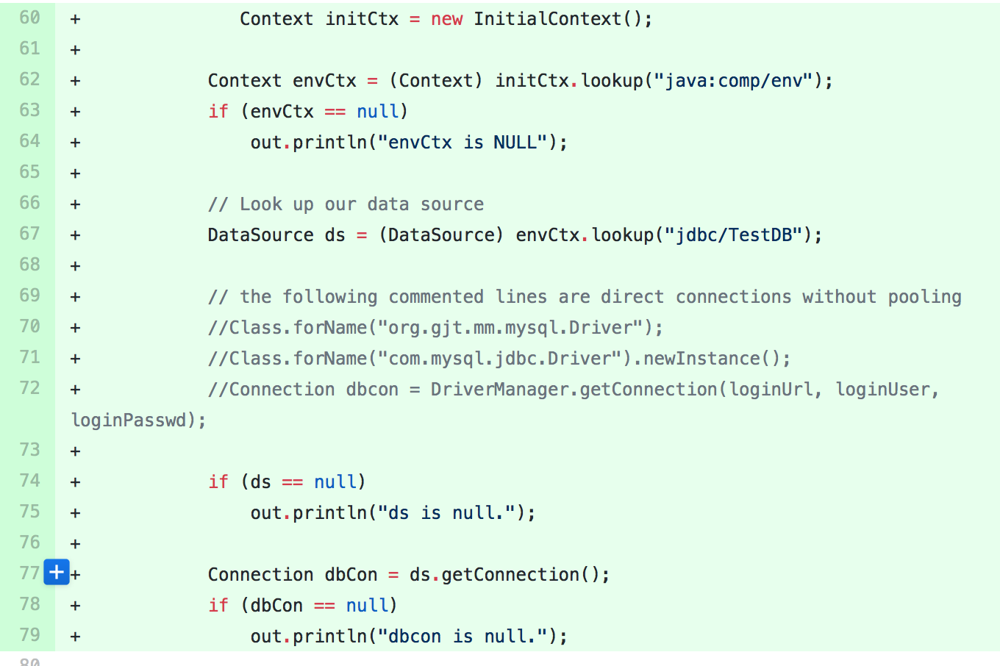 60 + Context initCtx = new InitialContext();
61 +
62 + Context envCtx = (Context) initCtx.lookup("java:comp/env");
63 + if (envCtx == null)
64 + out.println("envCtx is NULL");
65 +
66 + // Look up our data source
67 + DataSource ds = (DataSource) envCtx.lookup("jdbc/TestDB");
68 +
69 + // the following commented lines are direct connections without pooling
70 + //Class.forName("org.gjt.mm.mysql.Driver");
71 + //Class.forName("com.mysql.jdbc.Driver").newInstance();
72 + //Connection dbcon = DriverManager.getConnection(loginUrl, loginUser,
loginPasswd);
73 +
74 + if (ds == null)
75 + out.println("ds is null.");
76 +
77 + + Connection dbCon = ds.getConnection();
78 + if (dbCon == null)
79 + out.println("dbcon is null.");
80